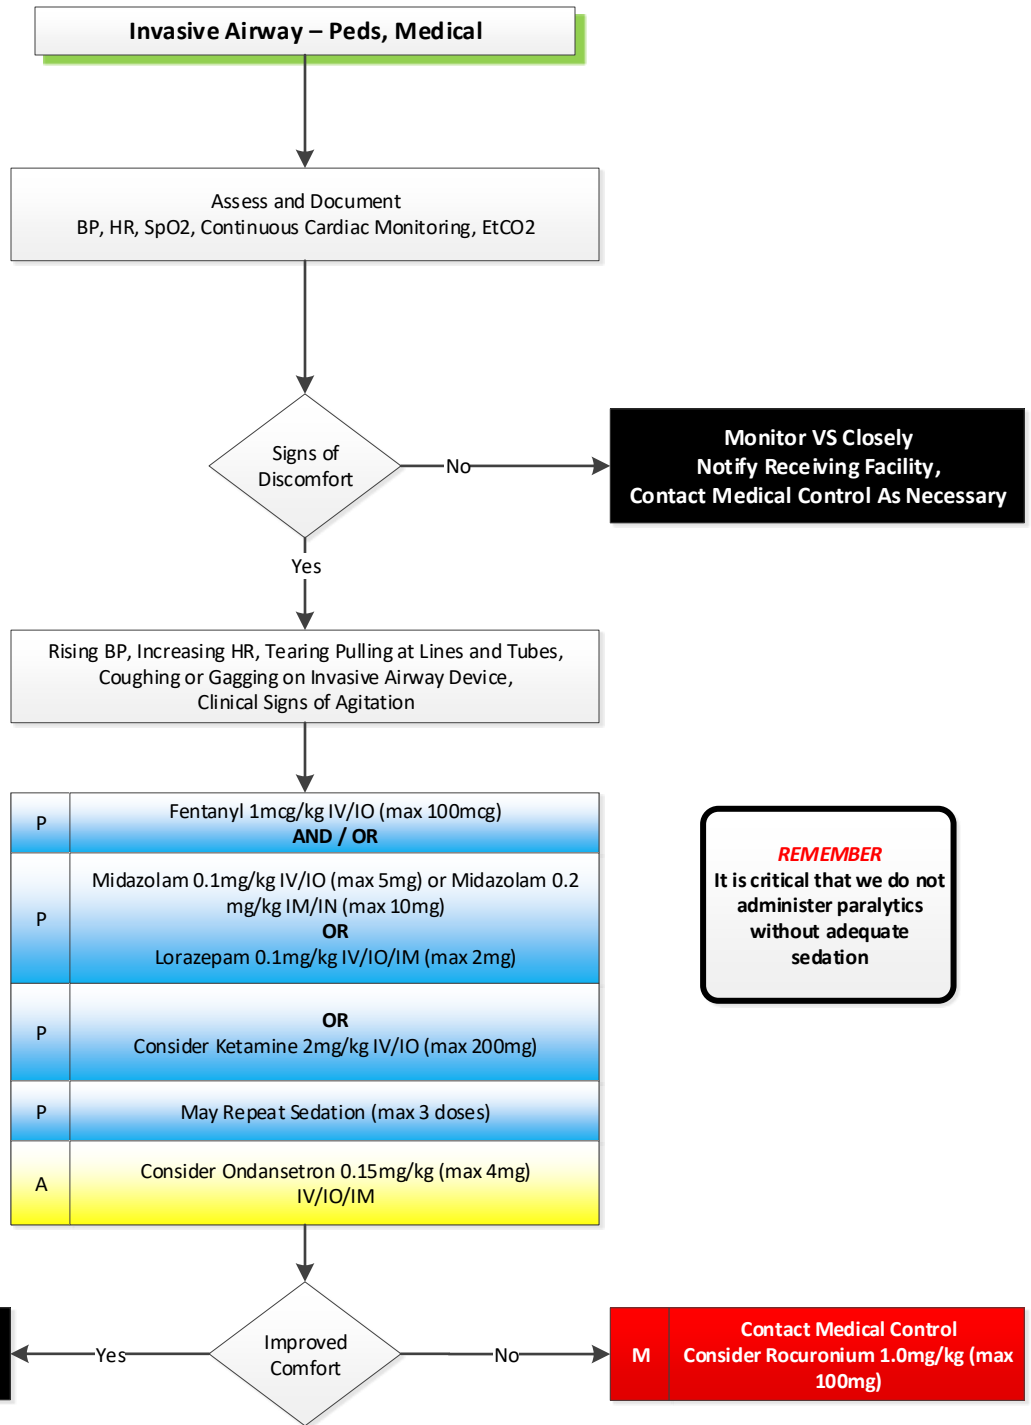 Invasive Airway – Peds, Medical
Assess and Document
BP, HR, SpO2, Continuous Cardiac Monitoring, EtCO2
Signs of
Discomfort
No
Monitor VS Closely
Notify Receiving Facility,
Contact Medical Control As Necessary
Yes
Rising BP, Increasing HR, Tearing Pulling at Lines and Tubes,
Coughing or Gagging on Invasive Airway Device,
Clinical Signs of Agitation
P
Fentanyl 1mcg/kg IV/IO (max 100mcg)
AND / OR
P
Midazolam 0.1mg/kg IV/IO (max 5mg) or Midazolam 0.2
mg/kg IM/IN (max 10mg)
OR
Lorazepam 0.1mg/kg IV/IO/IM (max 2mg)
P
OR
Consider Ketamine 2mg/kg IV/IO (max 200mg)
P
May Repeat Sedation (max 3 doses)
A
Consider Ondansetron 0.15mg/kg (max 4mg)
IV/IO/IM
REMEMBER
It is critical that we do not
administer paralytics
without adequate
sedation
Improved
Comfort
Yes
No
M
Contact Medical Control
Consider Rocuronium 1.0mg/kg (max
100mg)